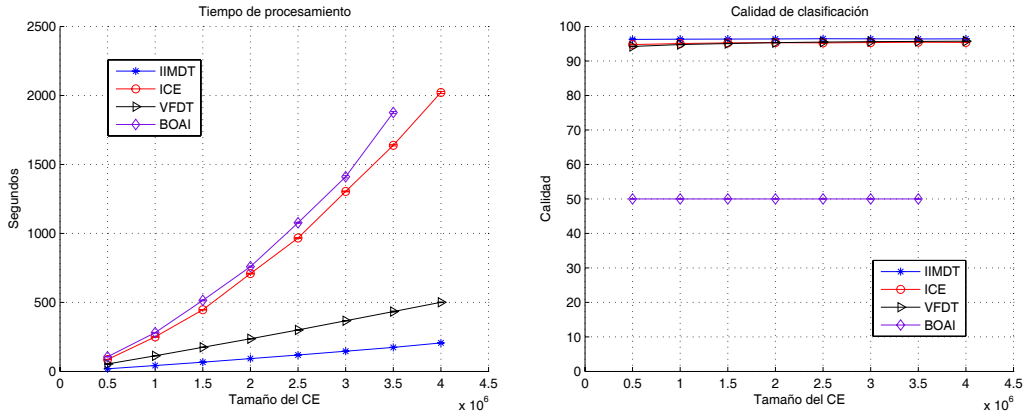 Tiempo de procesamiento
2500
2000
1500
1000
500
0
Segundos
IIMDT
ICE
VFDT
BOAI
0 0.5 1 1.5 2 2.5 3 3.5 4 4.5
Tamaño del CE
x 10^6
Calidad de clasificación
100
90
80
70
60
50
40
30
20
10
0
Calidad
IIMDT
ICE
VFDT
BOAI
0 0.5 1 1.5 2 2.5 3 3.5 4 4.5
Tamaño del CE
x 10^6